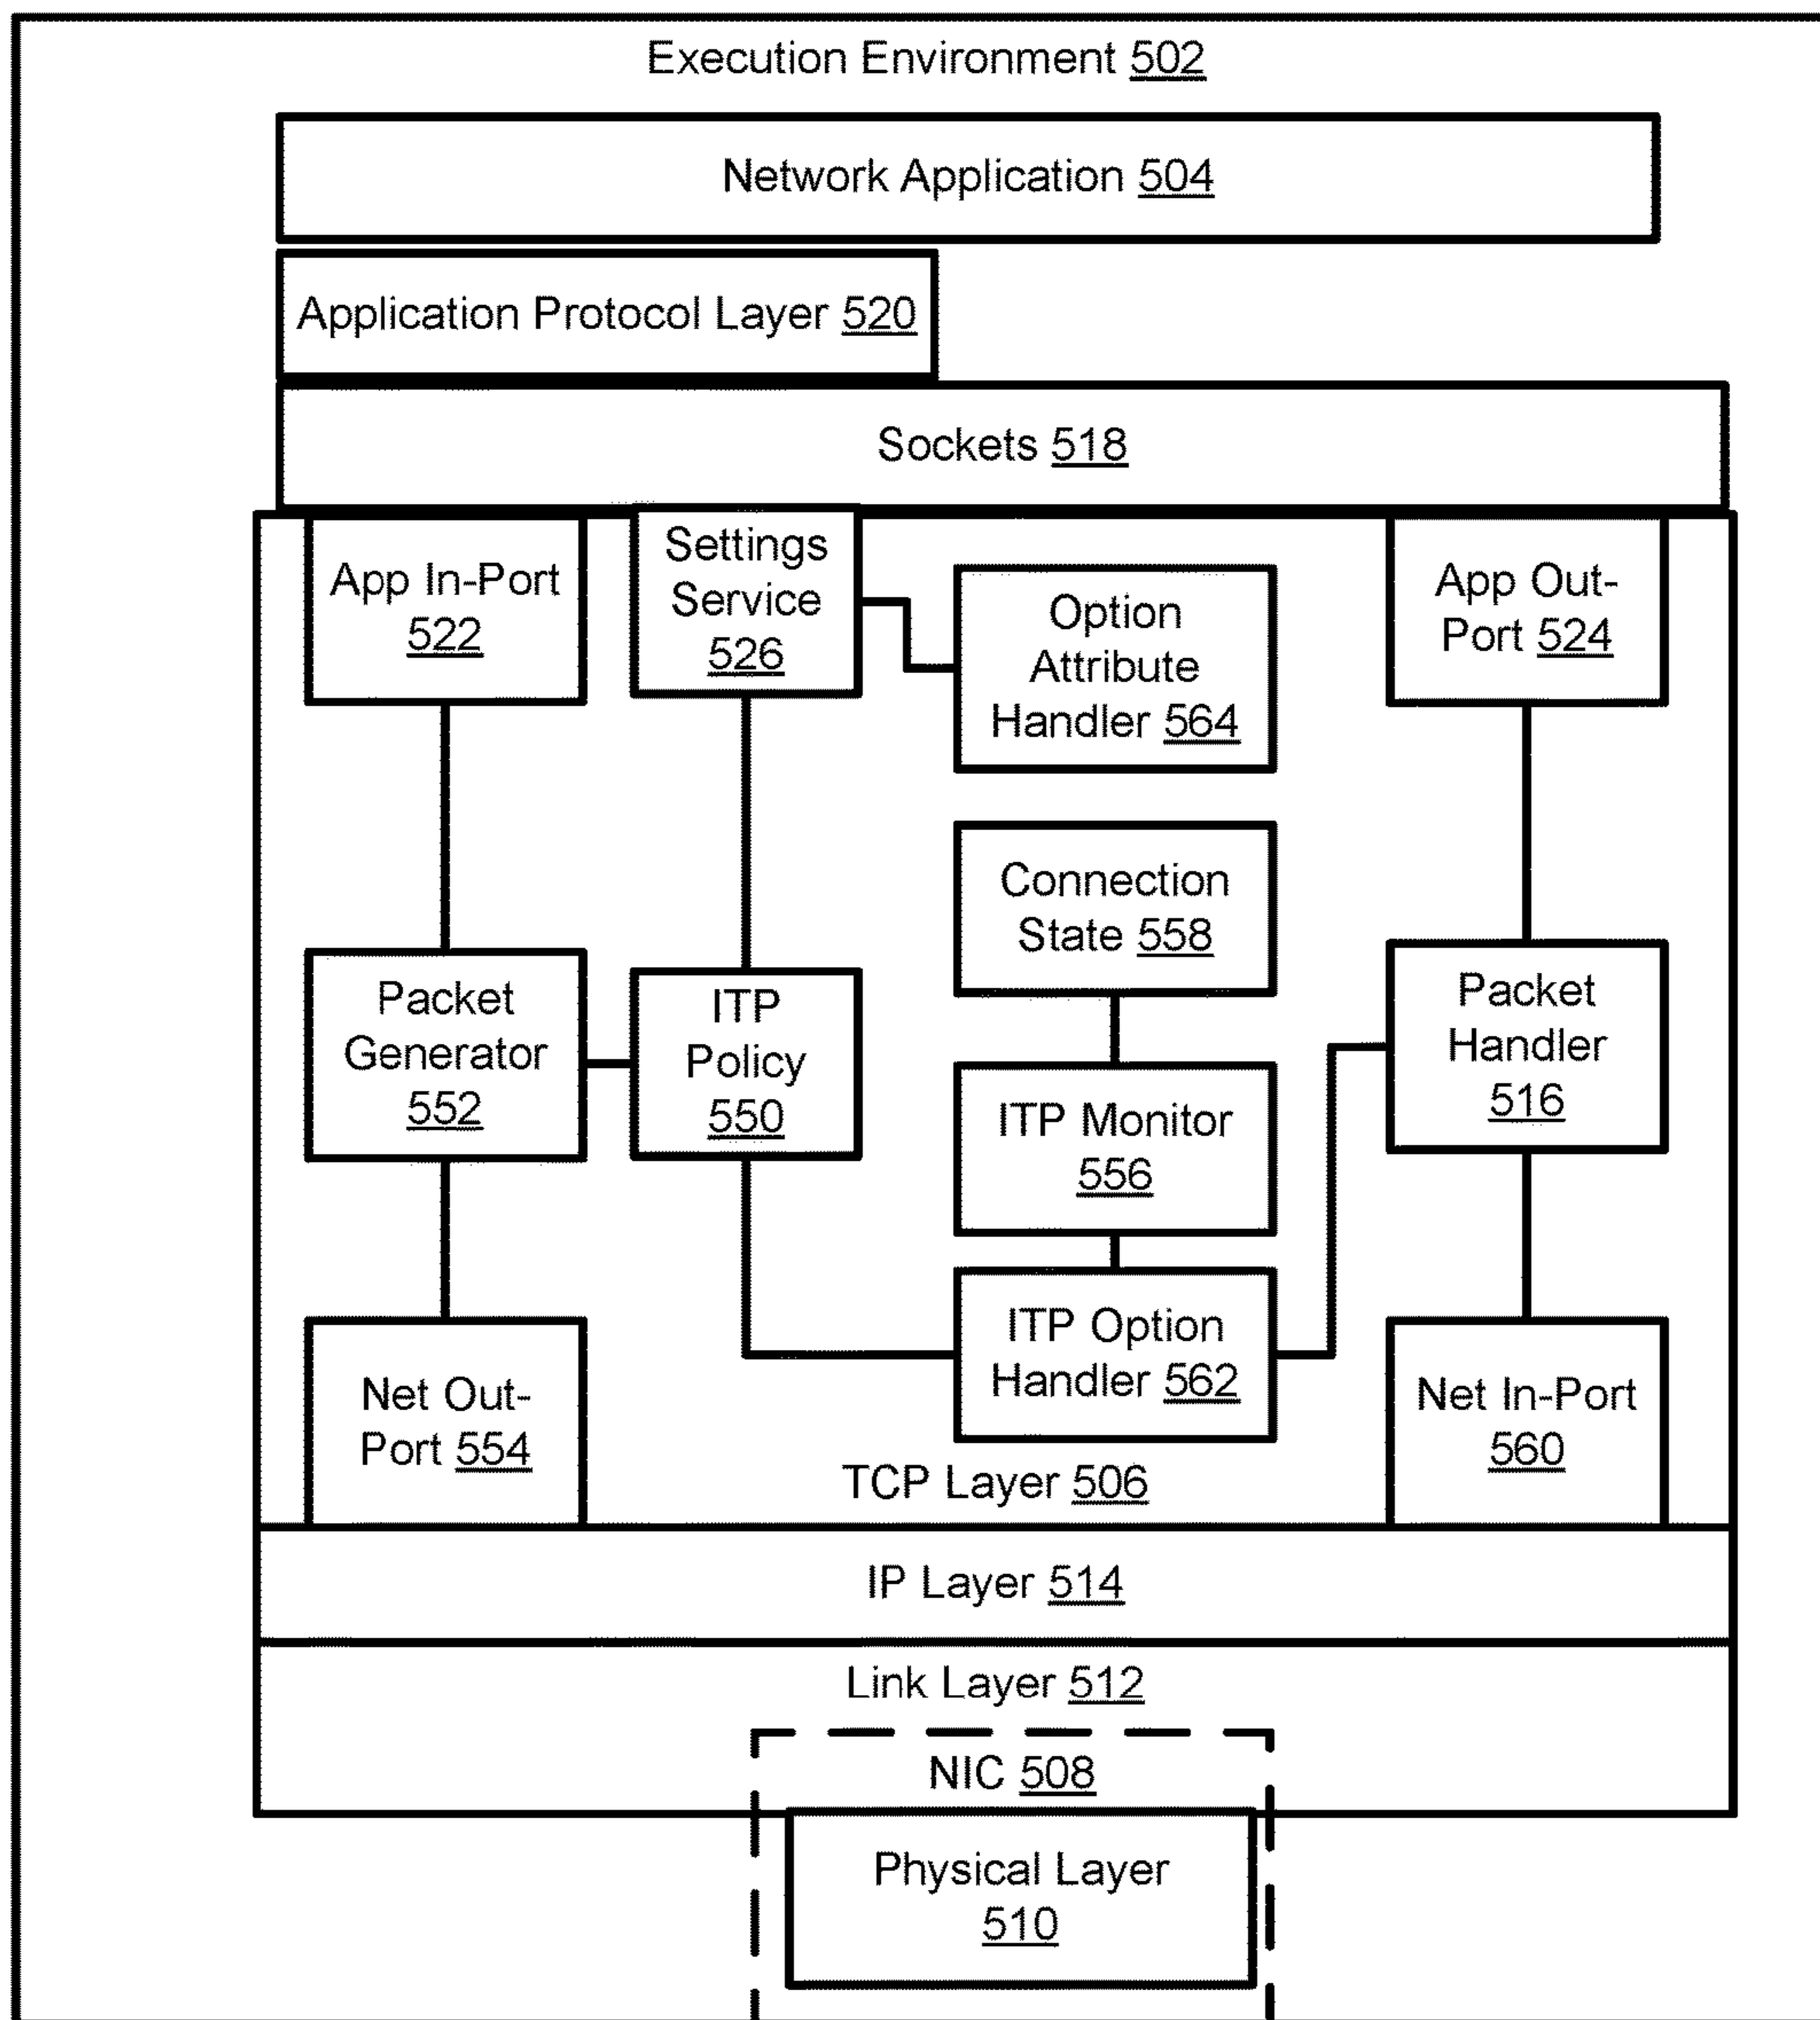 Execution Environment 502
Network Application 504
Application Protocol Layer 520
Sockets 518
App In-Port
522
Settings
Service
526
Option
Attribute
Handler 564
App Out-
Port 524
Connection
State 558
Packet
Generator
552
ITP
Policy
550
ITP Monitor
556
Packet
Handler
516
ITP Option
Handler 562
Net Out-
Port 554
Net In-Port
560
TCP Layer 506
IP Layer 514
Link Layer 512
NIC 508
Physical Layer
510